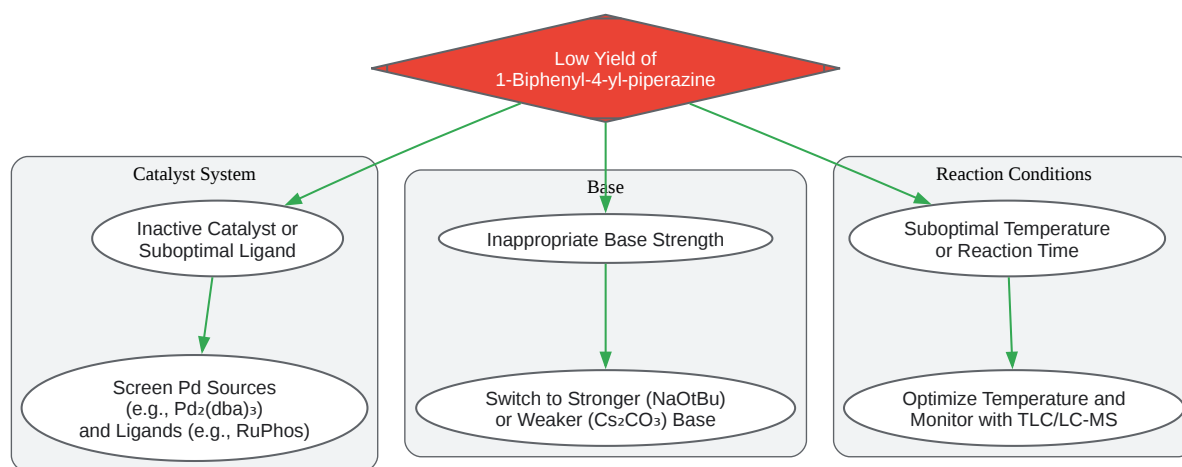 Low Yield of
1-Biphenyl-4-yl-piperazine
Catalyst System
Inactive Catalyst or
Suboptimal Ligand
Screen Pd Sources
(e.g., Pd₂(dba)₃)
and Ligands (e.g., RuPhos)
Base
Inappropriate Base Strength
Switch to Stronger (NaOtBu)
or Weaker (Cs₂CO₃) Base
Reaction Conditions
Suboptimal Temperature
or Reaction Time
Optimize Temperature and
Monitor with TLC/LC-MS